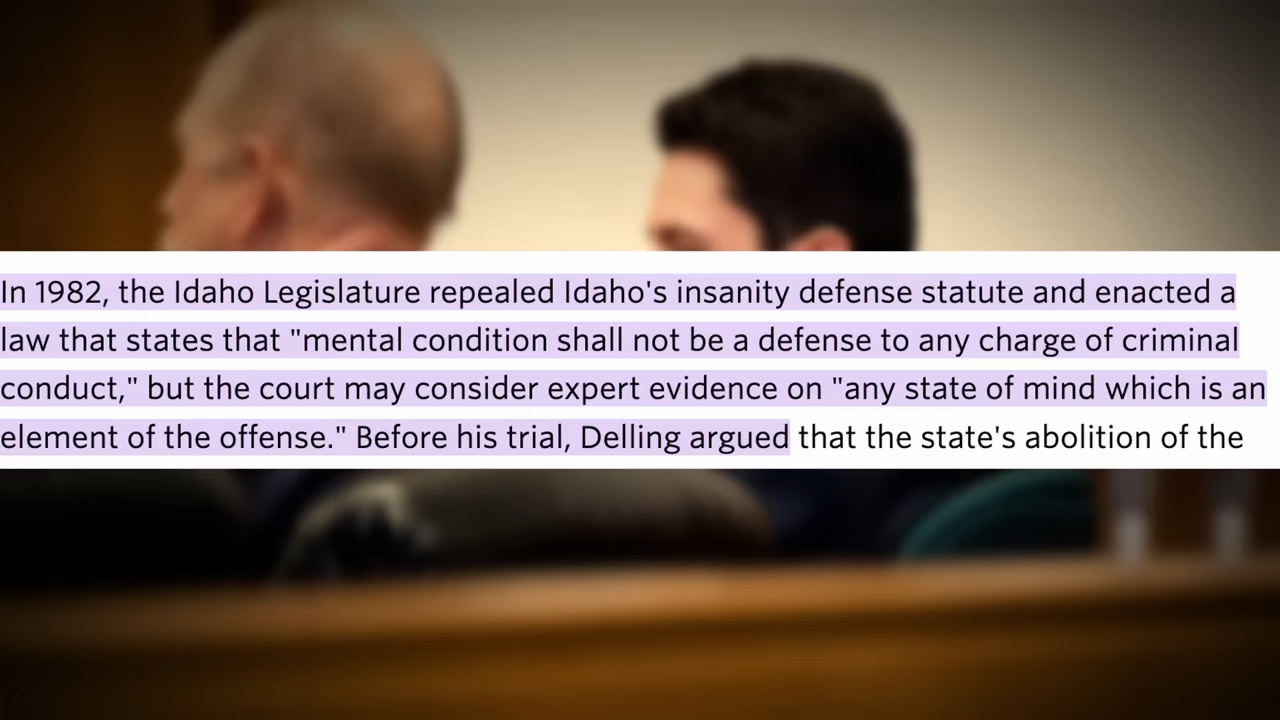 In 1982, the Idaho Legislature repealed Idaho's insanity defense statute and enacted a
law that states that "mental condition shall not be a defense to any charge of criminal
conduct," but the court may consider expert evidence on "any state of mind which is an
element of the offense." Before his trial, Delling argued that the state's abolition of the